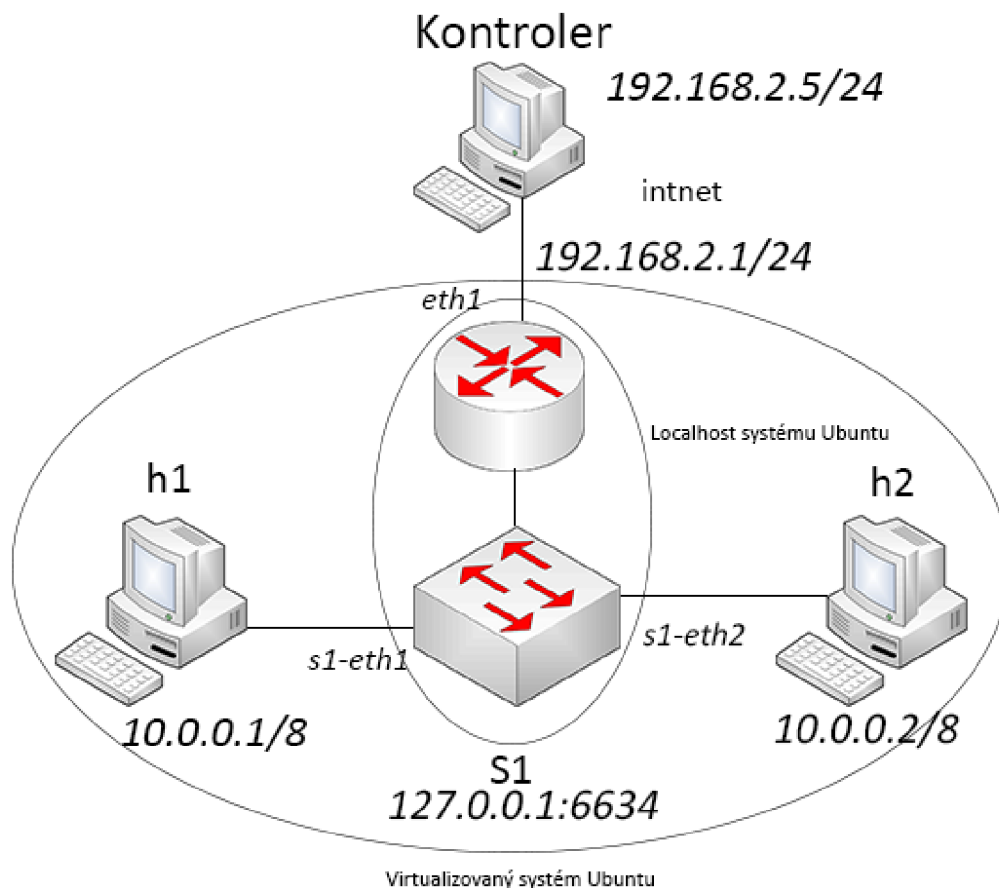 Kontroler
192.168.2.5/24
intnet
192.168.2.1/24
eth1
Localhost systému Ubuntu
h1
h2
s1-eth1
s1-eth2
10.0.0.1/8
10.0.0.2/8
S1
127.0.0.1:6634
Virtualizovaný systém Ubuntu